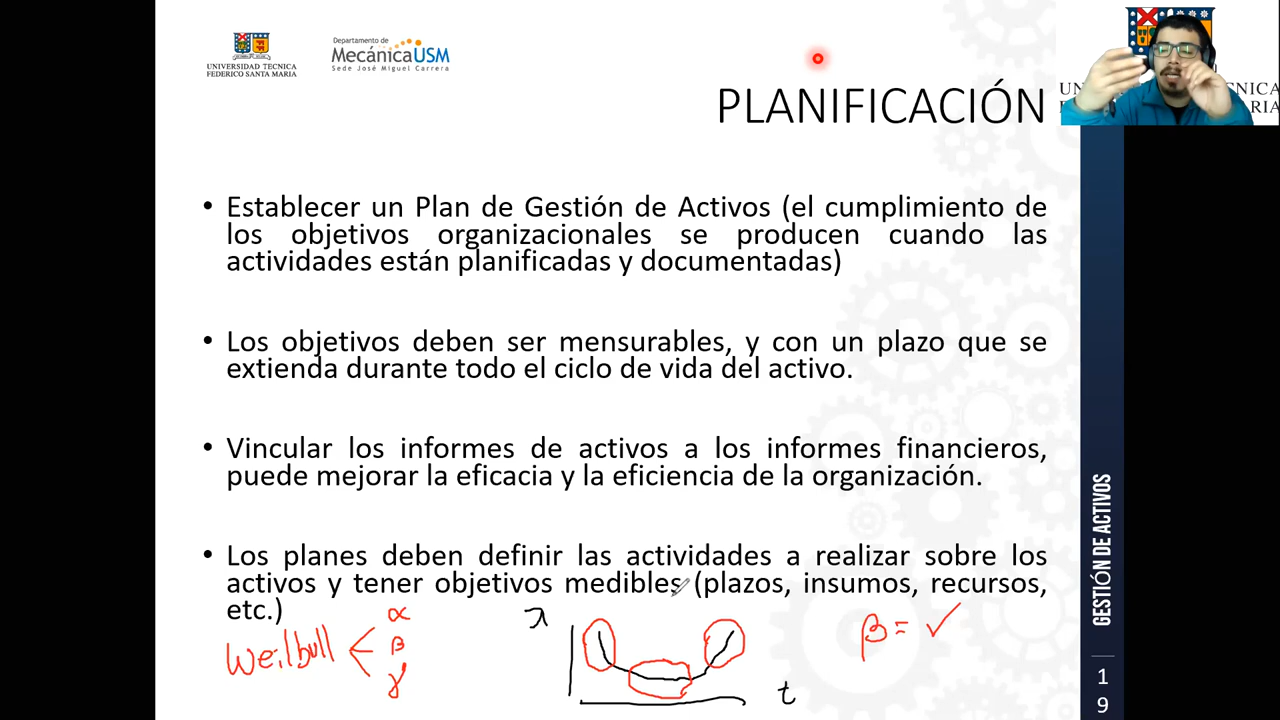 UNIVERSIDAD TECNICA
FEDERICO SANTA MARIA
Departamento de
MecánicaUSM
Sede José Miguel Carrera
PLANIFICACIÓN
• Establecer un Plan de Gestión de Activos (el cumplimiento de
los objetivos organizacionales se producen cuando las
actividades están planificadas y documentadas)
• Los objetivos deben ser mensurables, y con un plazo que se
extienda durante todo el ciclo de vida del activo.
• Vincular los informes de activos a los informes financieros,
puede mejorar la eficacia y la eficiencia de la organización.
• Los planes deben definir las actividades a realizar sobre los
activos y tener objetivos medibles (plazos, insumos, recursos,
etc.)
Weibull
α
β
γ
λ
t
β = ✓
GESTIÓN DE ACTIVOS
1
9